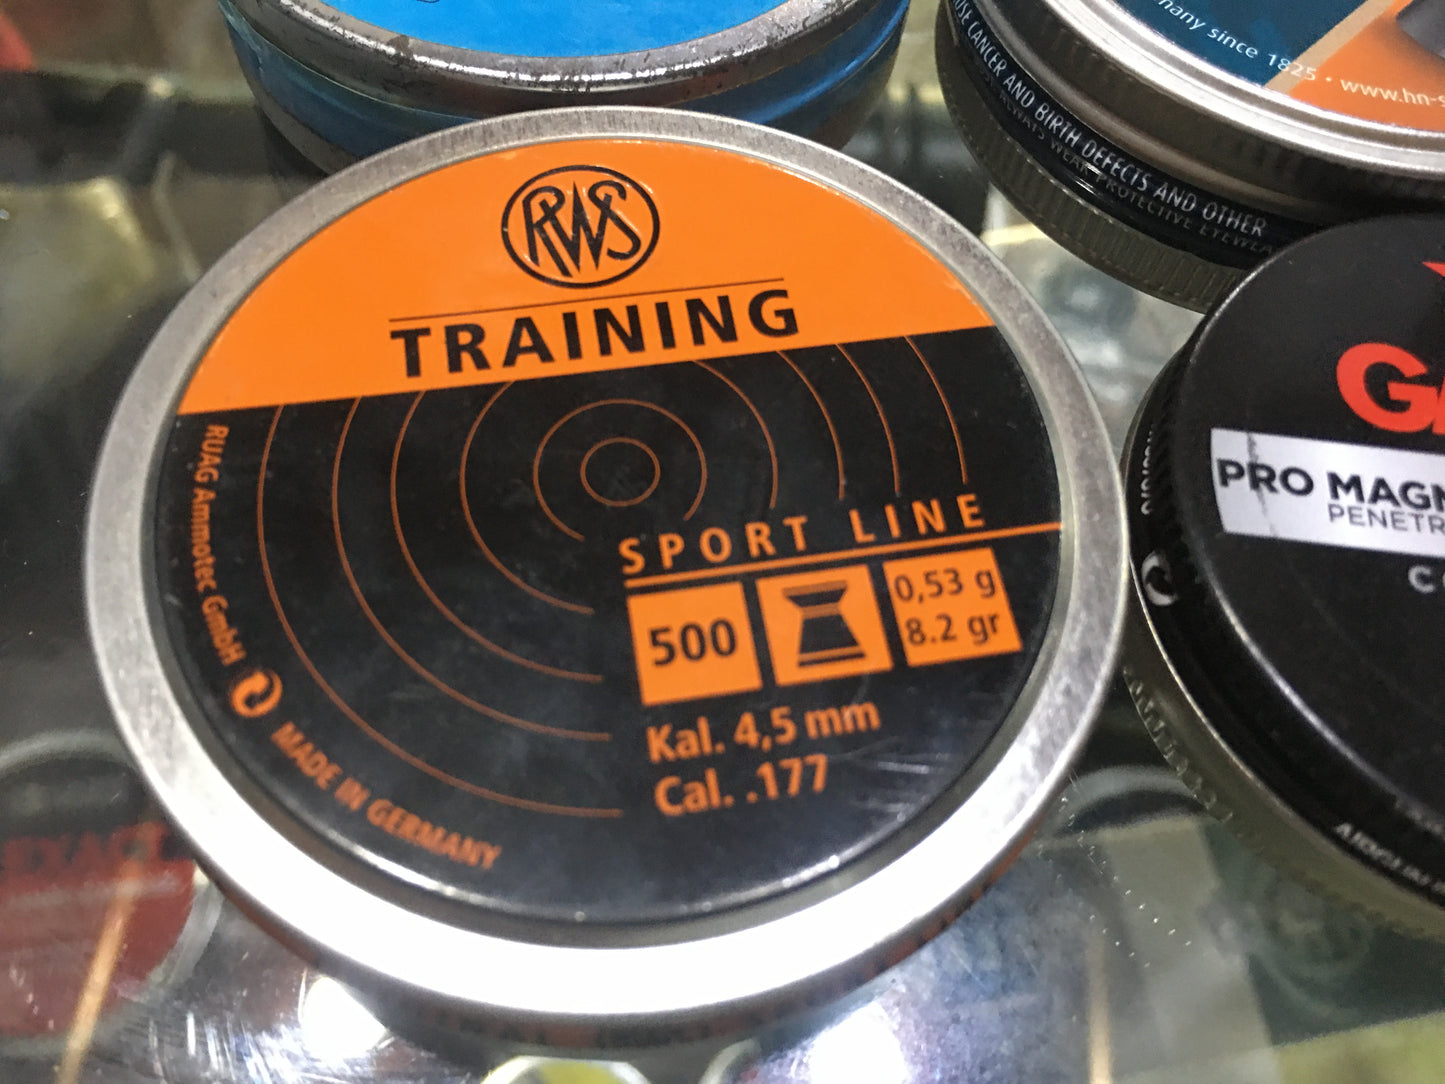 RWS
TRAINING
SPORT LINE
500
0,53 g
8.2 gr
Kal. 4,5 mm
Cal. .177
RUAG Ammotec GmbH
MADE IN GERMANY
CANCER AND BIRTH DEFECTS AND OTHER
ALWAYS WEAR PROTECTIVE EYEWEA
many since 1825 • www.hn-s
PRO MAGN
PENETR